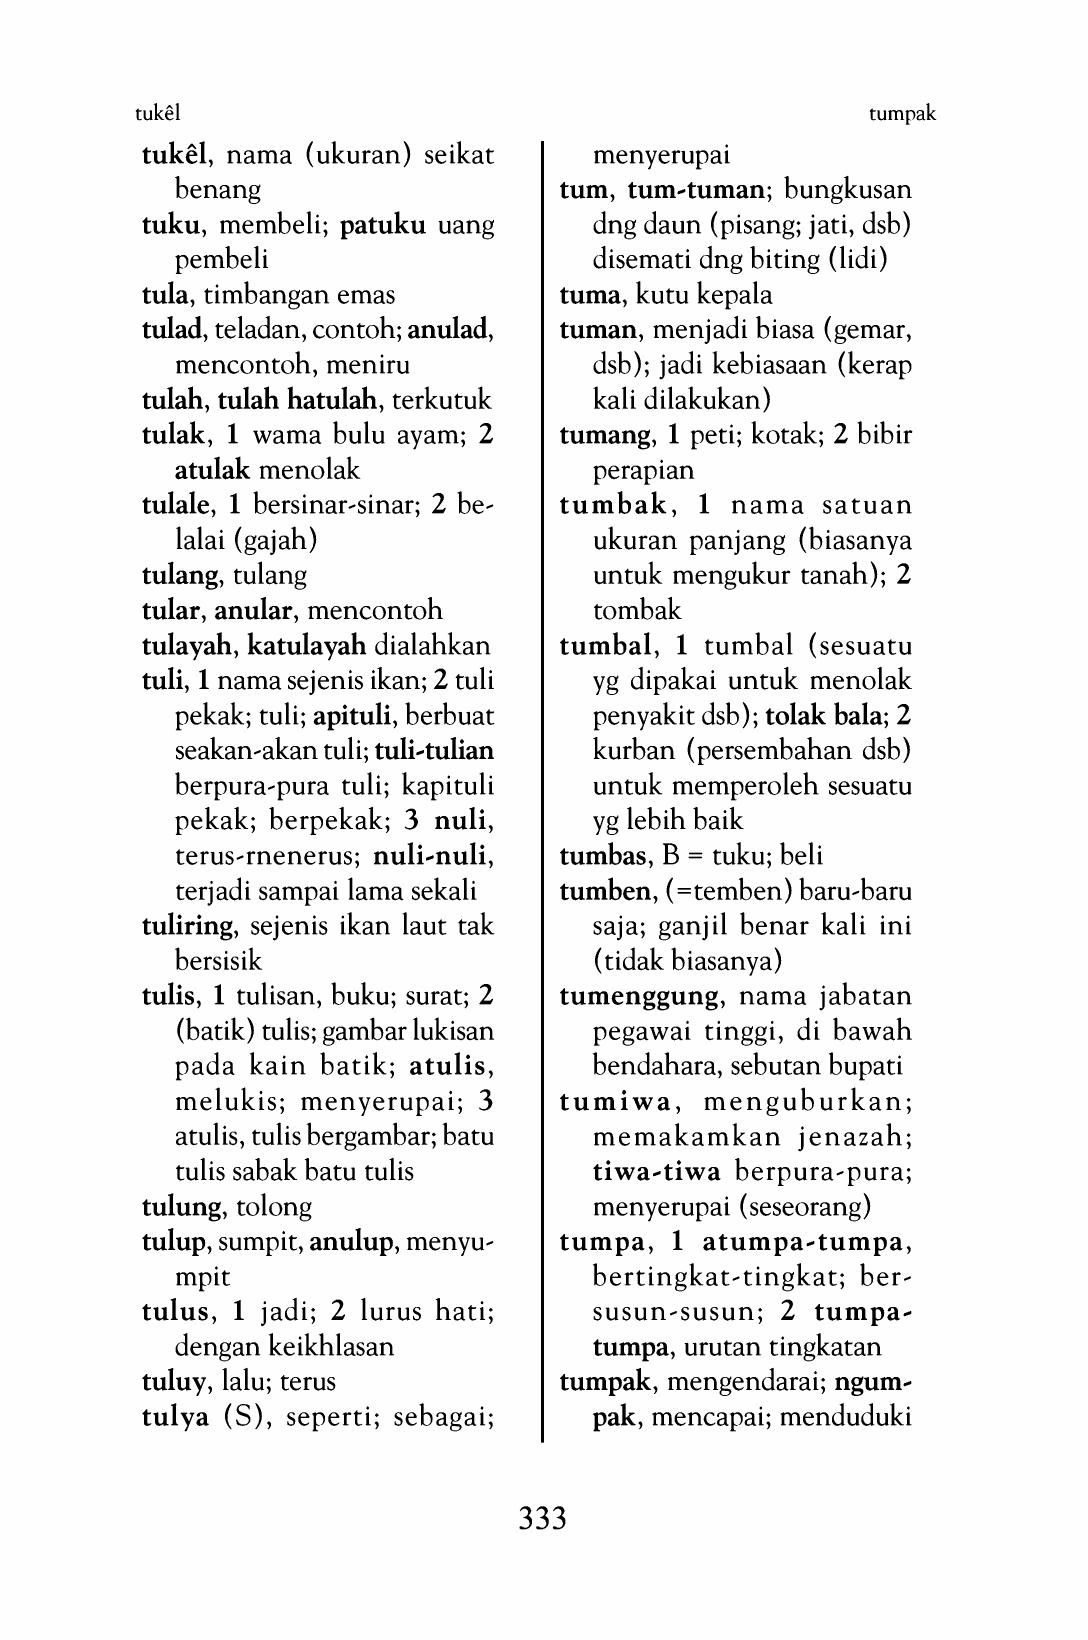 tukêl
tumpak
tukêl, nama (ukuran) seikat
benang
tuku, membeli; patuku uang
pembeli
tula, timbangan emas
tulad, teladan, contoh; anulad,
mencontoh, meniru
tulah, tulah hatulah, terkutuk
tulak, 1 wama bulu ayam; 2
atulak menolak
tulale, 1 bersinar-sinar; 2 be-
lalai (gajah)
tulang, tulang
tular, anular, mencontoh
tulayah, katulayah dialahkan
tuli, 1 nama sejenis ikan; 2 tuli
pekak; tuli; apituli, berbuat
seakan-akan tuli; tuli-tulian
berpura-pura tuli; kapituli
pekak; berpekak; 3 nuli,
terus-rnenerus; nuli-nuli,
terjadi sampai lama sekali
tuliring, sejenis ikan laut tak
bersisik
tulis, 1 tulisan, buku; surat; 2
(batik) tulis; gambar lukisan
pada kain batik; atulis,
melukis; menyerupai; 3
atulis, tulis bergambar; batu
tulis sabak batu tulis
tulung, tolong
tulup, sumpit, anulup, menyu-
mpit
tulus, 1 jadi; 2 lurus hati;
dengan keikhlasan
tuluy, lalu; terus
tulya (S), seperti; sebagai;
menyerupai
tum, tum-tuman; bungkusan
dng daun (pisang; jati, dsb)
disemati dng biting (lidi)
tuma, kutu kepala
tuman, menjadi biasa (gemar,
dsb); jadi kebiasaan (kerap
kali dilakukan)
tumang, 1 peti; kotak; 2 bibir
perapian
tumbak, 1 nama satuan
ukuran panjang (biasanya
untuk mengukur tanah); 2
tombak
tumbal, 1 tumbal (sesuatu
yg dipakai untuk menolak
penyakit dsb); tolak bala; 2
kurban (persembahan dsb)
untuk memperoleh sesuatu
yg lebih baik
tumbas, B = tuku; beli
tumben, (=temben) baru-baru
saja; ganjil benar kali ini
(tidak biasanya)
tumenggung, nama jabatan
pegawai tinggi, di bawah
bendahara, sebutan bupati
tumiwa, menguburkan;
memakamkan jenazah;
tiwa-tiwa berpura-pura;
menyerupai (seseorang)
tumpa, 1 atumpa-tumpa,
bertingkat-tingkat; ber-
susun-susun; 2 tumpa-
tumpa, urutan tingkatan
tumpak, mengendarai; ngum-
pak, mencapai; menduduki
333